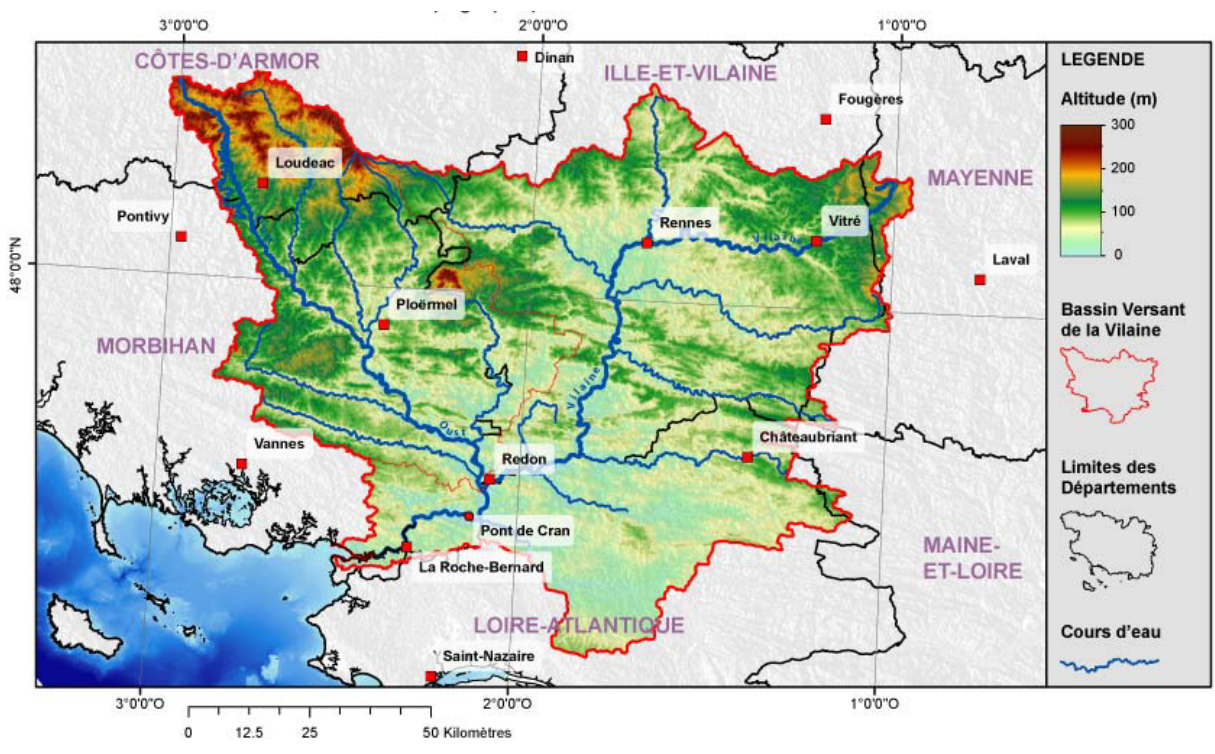 3°0'0"O
2°0'0"O
1°0'0"O
CÔTES-D'ARMOR
Dinan
ILLE-ET-VILAINE
Fougères
Loudeac
MAYENNE
Pontivy
Rennes
Vilaine
Vitré
48°0'0"N
Laval
Ploërmel
MORBIHAN
Vilaine
Oust
Châteaubriant
Vannes
Redon
Pont de Cran
La Roche-Bernard
MAINE-
ET-LOIRE
LOIRE-ATLANTIQUE
Saint-Nazaire
3°0'0"O
2°0'0"O
1°0'0"O
0 12.5 25 50 Kilomètres
LEGENDE
Altitude (m)
300
200
100
0
Bassin Versant
de la Vilaine
Limites des
Départements
Cours d'eau